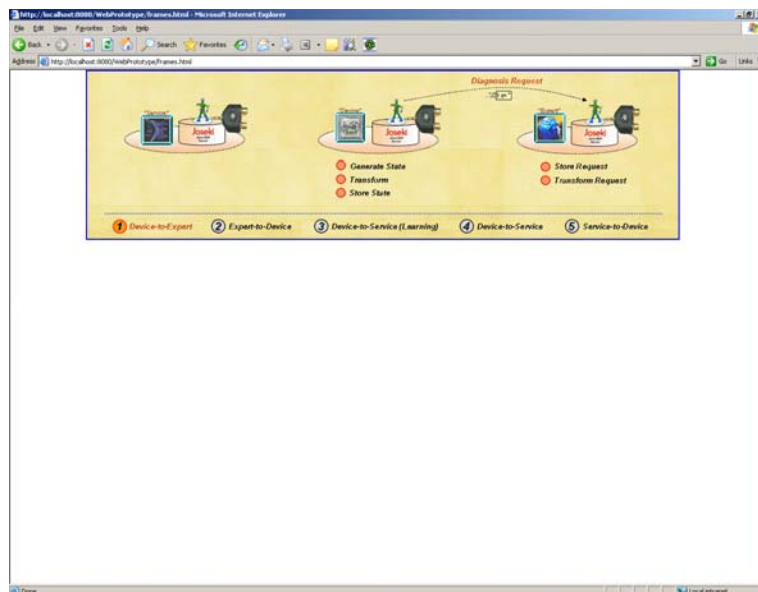 http://localhost:8080/WebPrototype/frames.html - Microsoft Internet Explorer
File Edit View Favorites Tools Help
Back Search Favorites
Address http://localhost:8080/WebPrototype/frames.html Go Links
Diagnosis Request
"Service" "Device" "Expert"
Joseki Joseki Joseki
Generate State Store Request
Transform Transform Request
Store State
1 Device-to-Expert 2 Expert-to-Device 3 Device-to-Service (Learning) 4 Device-to-Service 5 Service-to-Device
Done Local intranet